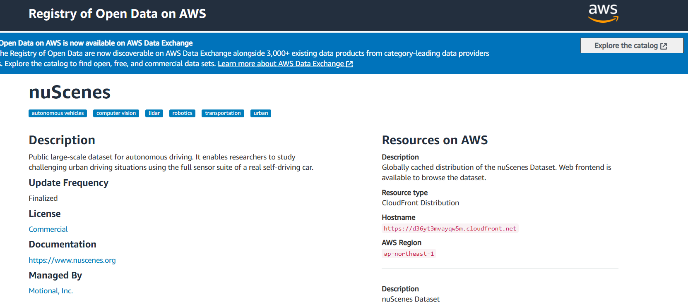 Registry of Open Data on AWS
aws
Open Data on AWS is now available on AWS Data Exchange
he Registry of Open Data are now discoverable on AWS Data Exchange alongside 3,000+ existing data products from category-leading data providers
s. Explore the catalog to find open, free, and commercial data sets. Learn more about AWS Data Exchange
Explore the catalog
nuScenes
autonomous vehicles computer vision lidar robotics transportation urban
Description
Public large-scale dataset for autonomous driving. It enables researchers to study
challenging urban driving situations using the full sensor suite of a real self-driving car.
Update Frequency
Finalized
License
Commercial
Documentation
https://www.nuscenes.org
Managed By
Motional, Inc.
Resources on AWS
Description
Globally cached distribution of the nuScenes Dataset. Web frontend is
available to browse the dataset.
Resource type
CloudFront Distribution
Hostname
https://d36yt3mvayqw5m.cloudfront.net
AWS Region
ap-northeast-1
Description
nuScenes Dataset